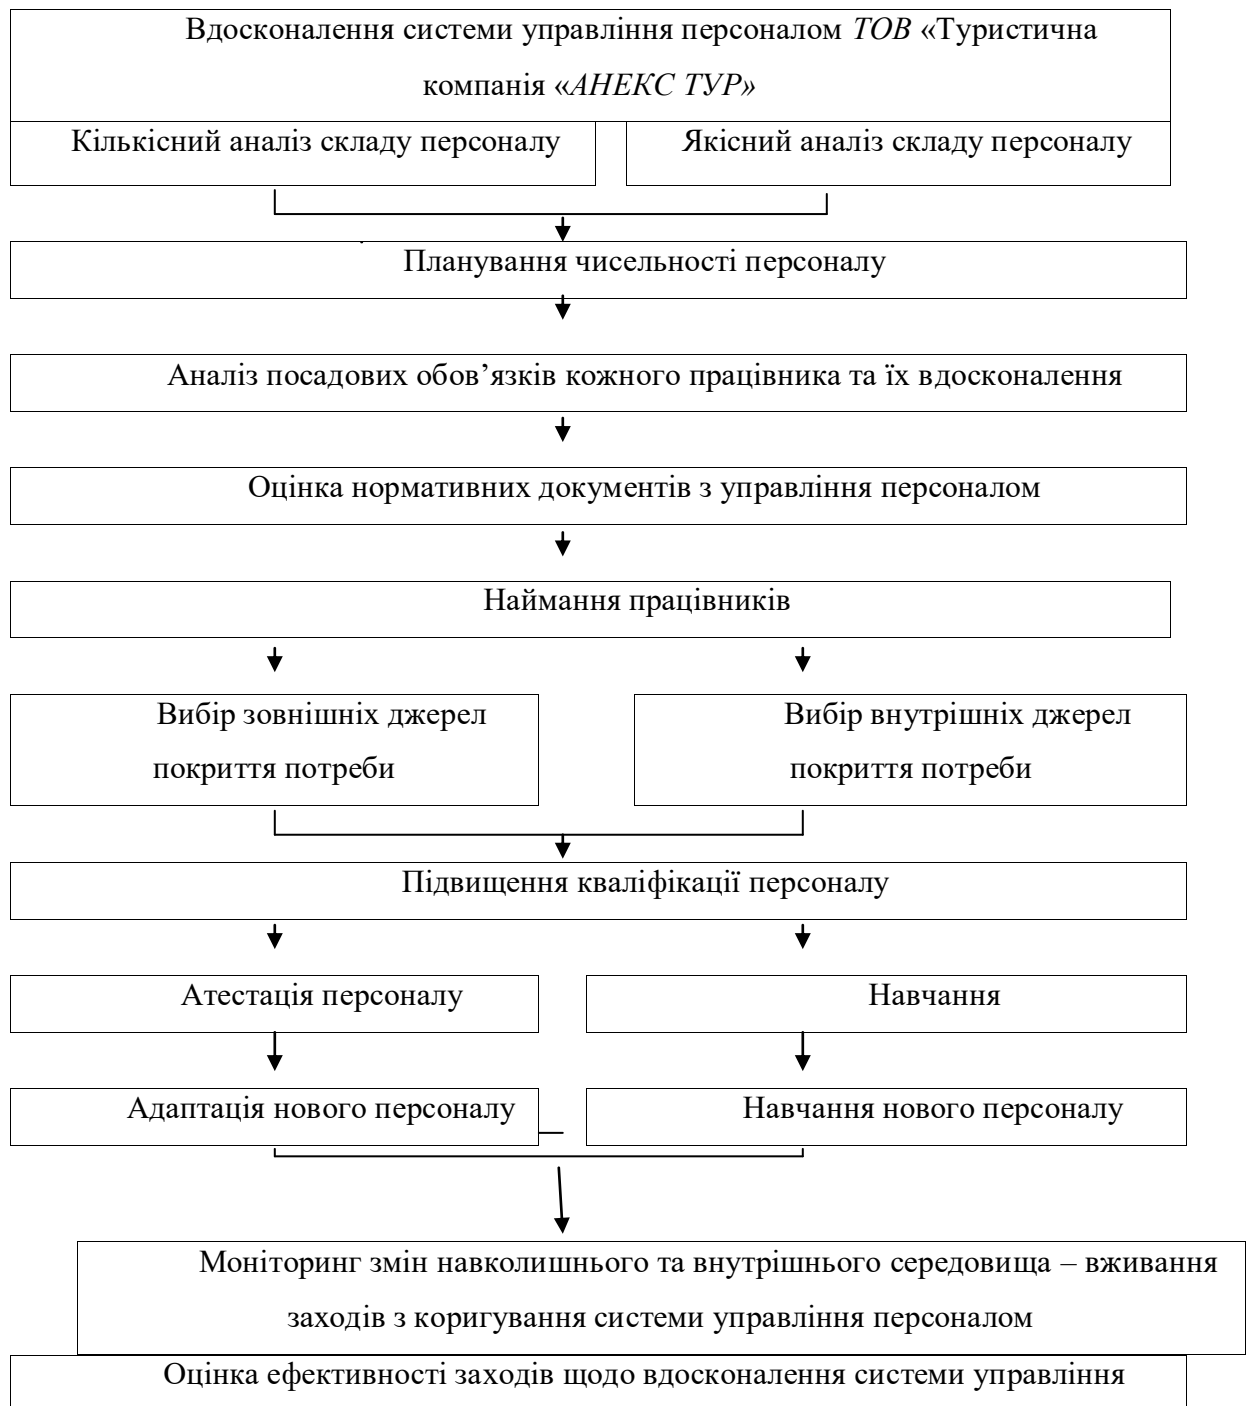 Вдосконалення системи управління персоналом ТОВ «Туристична
компанія «АНЕКС ТУР»
Кількісний аналіз складу персоналу
Якісний аналіз складу персоналу
Планування чисельності персоналу
Аналіз посадових обов’язків кожного працівника та їх вдосконалення
Оцінка нормативних документів з управління персоналом
Наймання працівників
Вибір зовнішніх джерел
покриття потреби
Вибір внутрішніх джерел
покриття потреби
Підвищення кваліфікації персоналу
Атестація персоналу
Навчання
Адаптація нового персоналу
Навчання нового персоналу
Моніторинг змін навколишнього та внутрішнього середовища – вживання
заходів з коригування системи управління персоналом
Оцінка ефективності заходів щодо вдосконалення системи управління